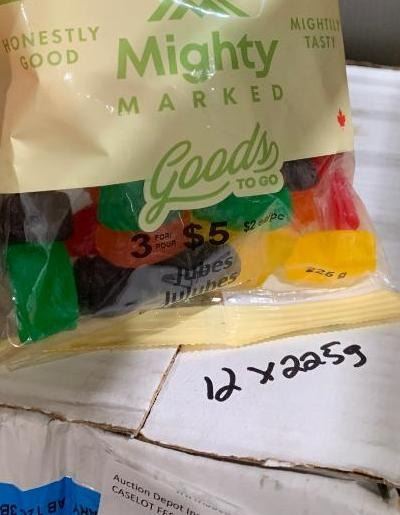 HONESTLY
GOOD
Mighty
MIGHTILY
TASTY
MARKED
Goods
TO GO
3 FOR/
POUR $5 $2 ea/pc
Jubes
Jujubes
225 g
12 x 225g
Auction Depot
CASELOT